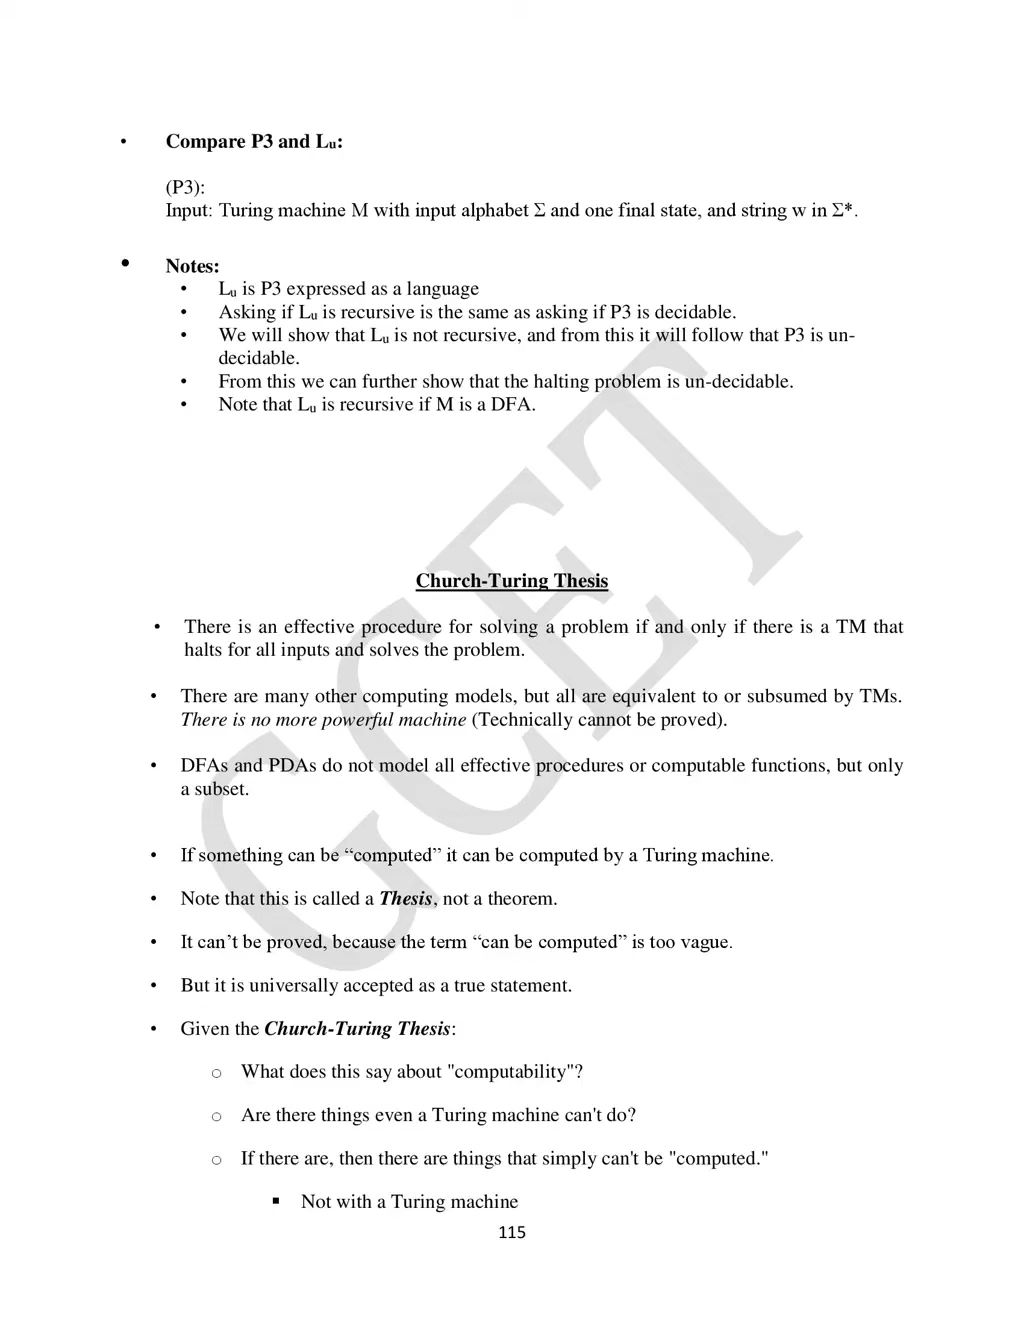 • Compare P3 and Lu:
(P3):
Input: Turing machine M with input alphabet Σ and one final state, and string w in Σ*.
• Notes:
• Lu is P3 expressed as a language
• Asking if Lu is recursive is the same as asking if P3 is decidable.
• We will show that Lu is not recursive, and from this it will follow that P3 is un-
decidable.
• From this we can further show that the halting problem is un-decidable.
• Note that Lu is recursive if M is a DFA.
Church-Turing Thesis
• There is an effective procedure for solving a problem if and only if there is a TM that
halts for all inputs and solves the problem.
• There are many other computing models, but all are equivalent to or subsumed by TMs.
There is no more powerful machine (Technically cannot be proved).
• DFAs and PDAs do not model all effective procedures or computable functions, but only
a subset.
• If something can be “computed” it can be computed by a Turing machine.
• Note that this is called a Thesis, not a theorem.
• It can’t be proved, because the term “can be computed” is too vague.
• But it is universally accepted as a true statement.
• Given the Church-Turing Thesis:
o What does this say about "computability"?
o Are there things even a Turing machine can't do?
o If there are, then there are things that simply can't be "computed."
▪ Not with a Turing machine
115
GCET